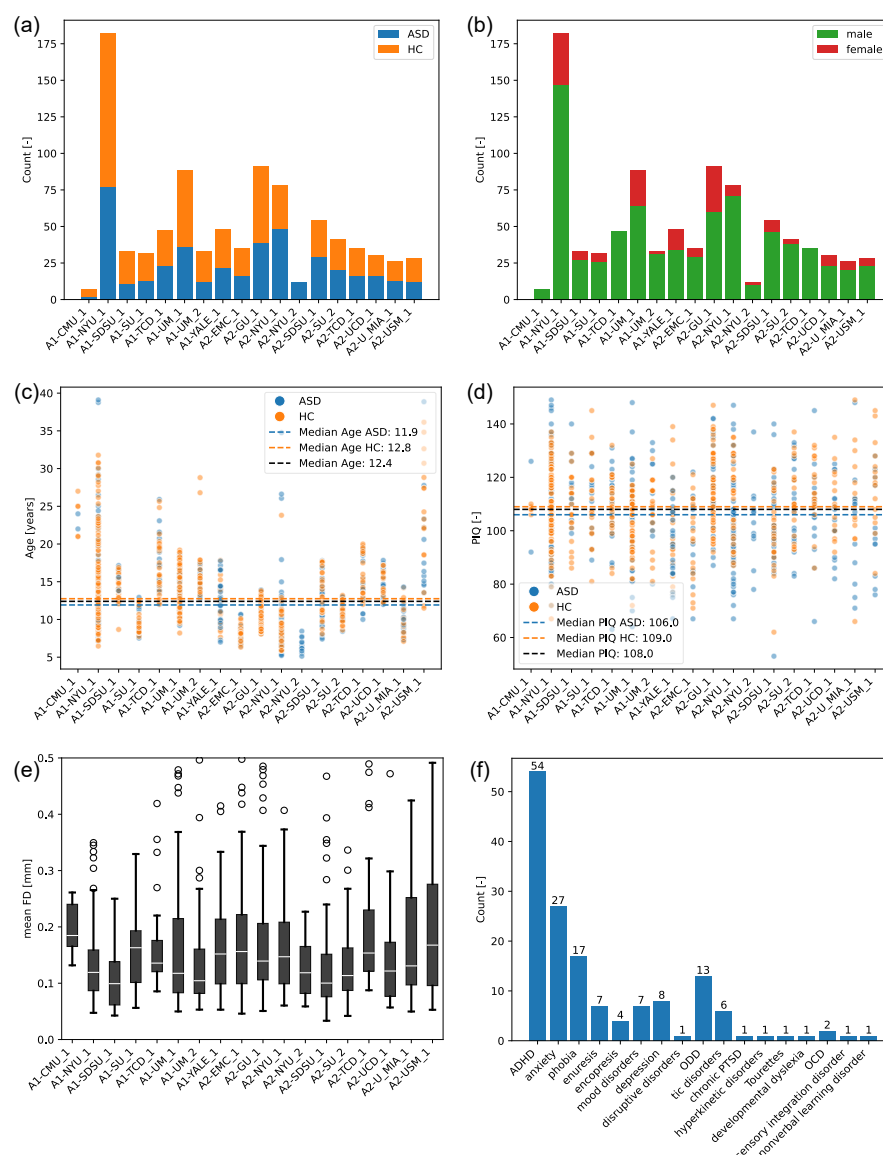 (a)
ASD
HC
Count [-]
175
150
125
100
75
50
25
0
A1-CMU_1
A1-NYU_1
A1-SDSU_1
A1-SU_1
A1-TCD_1
A1-UM_1
A1-UM_2
A1-YALE_1
A2-EMC_1
A2-GU_1
A2-NYU_1
A2-NYU_2
A2-SDSU_1
A2-SU_2
A2-TCD_1
A2-UCD_1
A2-U_MIA_1
A2-USM_1
(b)
male
female
Count [-]
175
150
125
100
75
50
25
0
A1-CMU_1
A1-NYU_1
A1-SDSU_1
A1-SU_1
A1-TCD_1
A1-UM_1
A1-UM_2
A1-YALE_1
A2-EMC_1
A2-GU_1
A2-NYU_1
A2-NYU_2
A2-SDSU_1
A2-SU_2
A2-TCD_1
A2-UCD_1
A2-U_MIA_1
A2-USM_1
(c)
ASD
HC
Median Age ASD: 11.9
Median Age HC: 12.8
Median Age: 12.4
Age [years]
40
35
30
25
20
15
10
5
A1-CMU_1
A1-NYU_1
A1-SDSU_1
A1-SU_1
A1-TCD_1
A1-UM_1
A1-UM_2
A1-YALE_1
A2-EMC_1
A2-GU_1
A2-NYU_1
A2-NYU_2
A2-SDSU_1
A2-SU_2
A2-TCD_1
A2-UCD_1
A2-U_MIA_1
A2-USM_1
(d)
PIQ [-]
140
120
100
80
60
ASD
HC
Median PIQ ASD: 106.0
Median PIQ HC: 109.0
Median PIQ: 108.0
A1-CMU_1
A1-NYU_1
A1-SDSU_1
A1-SU_1
A1-TCD_1
A1-UM_1
A1-UM_2
A1-YALE_1
A2-EMC_1
A2-GU_1
A2-NYU_1
A2-NYU_2
A2-SDSU_1
A2-SU_2
A2-TCD_1
A2-UCD_1
A2-U_MIA_1
A2-USM_1
(e)
mean FD [mm]
0.5
0.4
0.3
0.2
0.1
0.0
A1-CMU_1
A1-NYU_1
A1-SDSU_1
A1-SU_1
A1-TCD_1
A1-UM_1
A1-UM_2
A1-YALE_1
A2-EMC_1
A2-GU_1
A2-NYU_1
A2-NYU_2
A2-SDSU_1
A2-SU_2
A2-TCD_1
A2-UCD_1
A2-U_MIA_1
A2-USM_1
(f)
Count [-]
50
40
30
20
10
0
54
27
17
7
4
7
8
1
13
6
1
1
1
1
2
1
1
ADHD
anxiety
phobia
enuresis
encopresis
mood disorders
depression
disruptive disorders
ODD
tic disorders
chronic PTSD
hyperkinetic disorders
Tourettes
developmental dyslexia
OCD
sensory integration disorder
nonverbal learning disorder